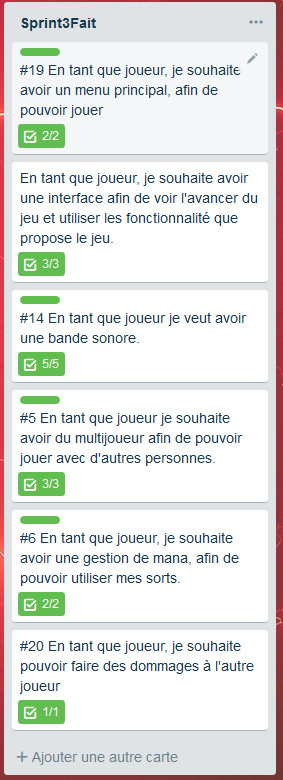 Sprint3Fait
#19 En tant que joueur, je souhaite
avoir un menu principal, afin de
pouvoir jouer
2/2
En tant que joueur, je souhaite avoir
une interface afin de voir l'avancer du
jeu et utiliser les fonctionnalité que
propose le jeu.
3/3
#14 En tant que joueur je veut avoir
une bande sonore.
5/5
#5 En tant que joueur je souhaite
avoir du multijoueur afin de pouvoir
jouer avec d'autres personnes.
3/3
#6 En tant que joueur, je souhaite
avoir une gestion de mana, afin de
pouvoir utiliser mes sorts.
2/2
#20 En tant que joueur, je souhaite
pouvoir faire des dommages à l'autre
joueur
1/1
+ Ajouter une autre carte